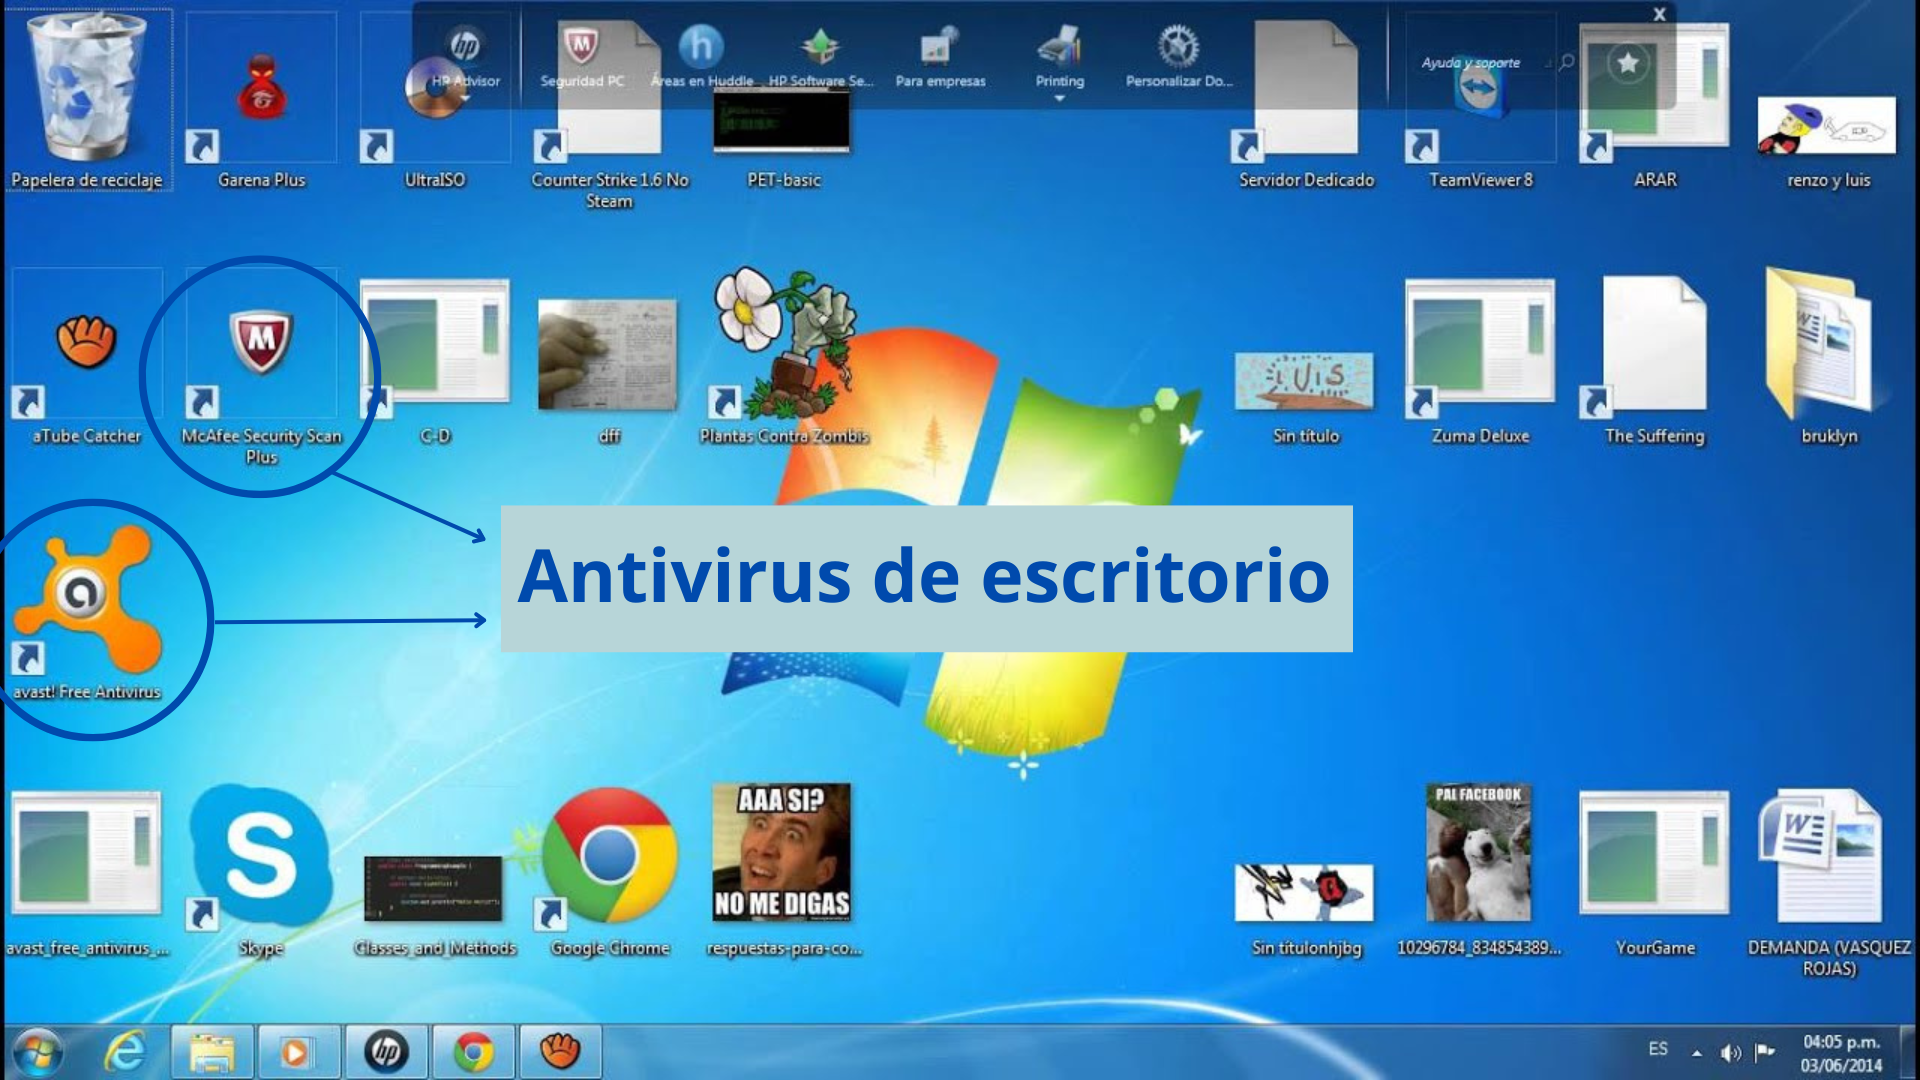 X
HP Advisor
Seguridad PC
Áreas en Huddle
HP Software Se...
Para empresas
Printing
Personalizar Do...
Ayuda y soporte
Papelera de reciclaje
Garena Plus
UltraISO
Counter Strike 1.6 No
Steam
PET-basic
Servidor Dedicado
TeamViewer 8
ARAR
renzo y luis
aTube Catcher
McAfee Security Scan
Plus
C-D
dff
Plantas Contra Zombis
LUIS
Sin título
Zuma Deluxe
The Suffering
bruklyn
Antivirus de escritorio
avast! Free Antivirus
AAA SI?
NO ME DIGAS
PAL FACEBOOK
avast_free_antivirus_...
Skype
Classes_and_Methods
Google Chrome
respuestas-para-co...
Sin títulonhjbg
10296784_834854389...
YourGame
DEMANDA (VASQUEZ
ROJAS)
ES
04:05 p.m.
03/06/2014